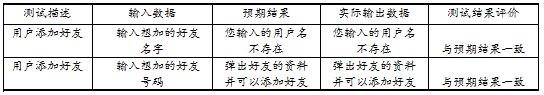 测试描述 输入数据 预期结果 实际输出数据 测试结果评价
用户添加好友 输入想加的好友 您输入的用户名 您输入的用户名
名字 不存在 不存在 与预期结果一致
用户添加好友 输入想加的好友 弹出好友的资料 弹出好友的资料
号码 并可以添加好友 并可以添加好友 与预期结果一致